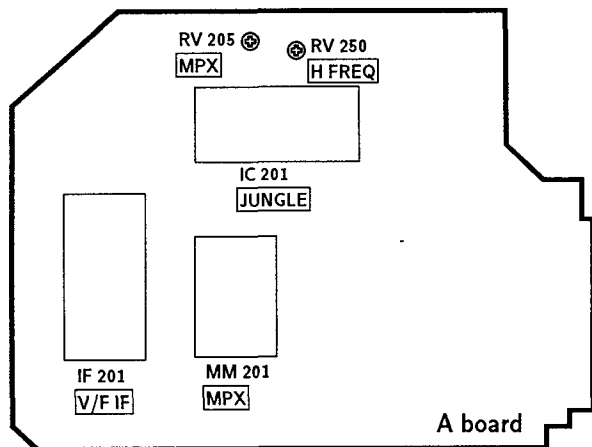 RV 205
MPX
RV 250
H FREQ
IC 201
JUNGLE
IF 201
V/F IF
MM 201
MPX
A board